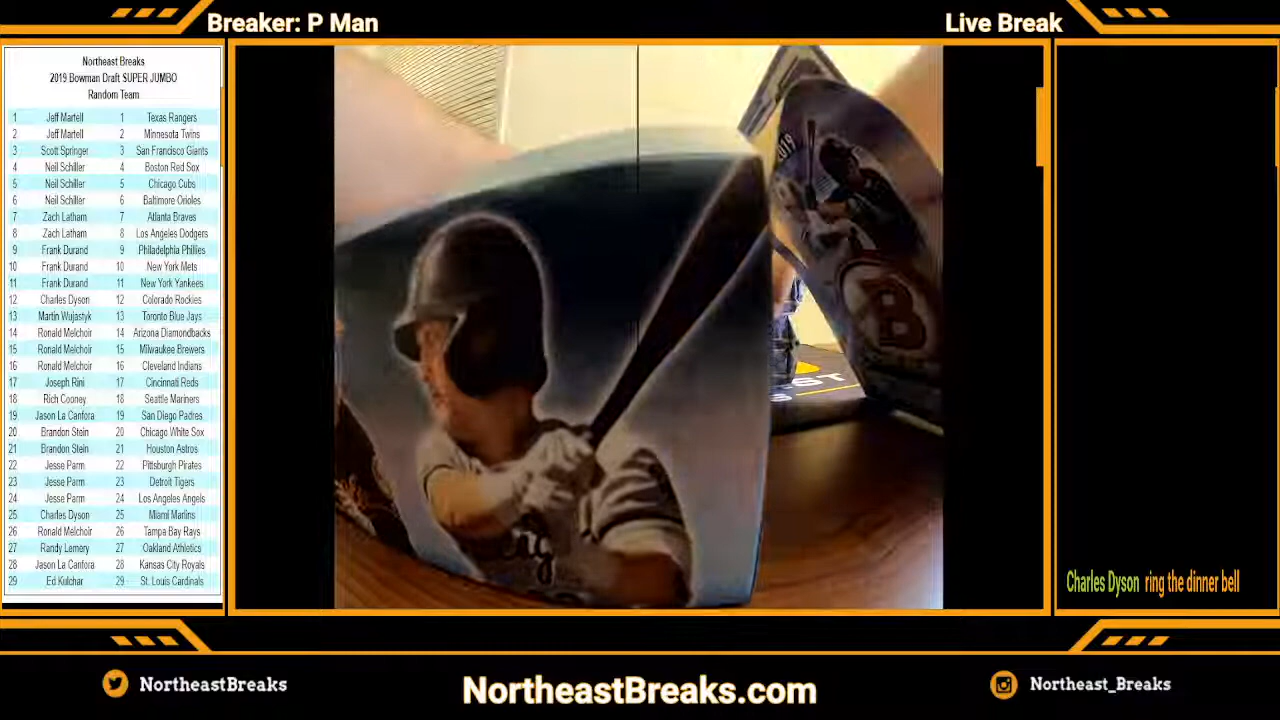 Breaker: P Man
Live Break
Northeast Breaks
2019 Bowman Draft SUPER JUMBO
Random Team
1 Jeff Martell 1 Texas Rangers
2 Jeff Martell 2 Minnesota Twins
3 Scott Springer 3 San Francisco Giants
4 Neil Schiller 4 Boston Red Sox
5 Neil Schiller 5 Chicago Cubs
6 Neil Schiller 6 Baltimore Orioles
7 Zach Latham 7 Atlanta Braves
8 Zach Latham 8 Los Angeles Dodgers
9 Frank Durand 9 Philadelphia Phillies
10 Frank Durand 10 New York Mets
11 Frank Durand 11 New York Yankees
12 Charles Dyson 12 Colorado Rockies
13 Martin Wujastyk 13 Toronto Blue Jays
14 Ronald Melchoir 14 Arizona Diamondbacks
15 Ronald Melchoir 15 Milwaukee Brewers
16 Ronald Melchoir 16 Cleveland Indians
17 Joseph Rini 17 Cincinnati Reds
18 Rich Cooney 18 Seattle Mariners
19 Jason La Canfora 19 San Diego Padres
20 Brandon Stein 20 Chicago White Sox
21 Brandon Stein 21 Houston Astros
22 Jesse Parm 22 Pittsburgh Pirates
23 Jesse Parm 23 Detroit Tigers
24 Jesse Parm 24 Los Angeles Angels
25 Charles Dyson 25 Miami Marlins
26 Ronald Melchoir 26 Tampa Bay Rays
27 Randy Lemery 27 Oakland Athletics
28 Jason La Canfora 28 Kansas City Royals
29 Ed Kulchar 29 St. Louis Cardinals
2019
B
Charles Dyson ring the dinner bell
NortheastBreaks
NortheastBreaks.com
Northeast_Breaks